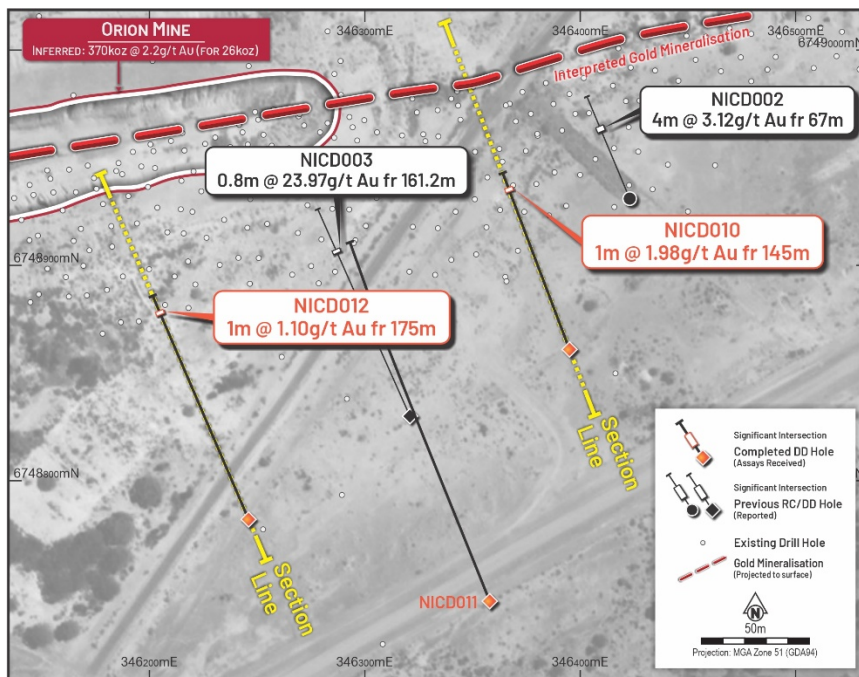 ORION MINE
INFERRED: 370koz @ 2.2g/t Au (FOR 26koz)
346300mE
346400mE
346500mE
6749000mN
Interpreted Gold Mineralisation
NICD002
4m @ 3.12g/t Au fr 67m
NICD003
0.8m @ 23.97g/t Au fr 161.2m
NICD010
1m @ 1.98g/t Au fr 145m
6748900mN
NICD012
1m @ 1.10g/t Au fr 175m
Section
Line
6748800mN
Section
Line
NICD011
346200mE
346300mE
346400mE
Significant Intersection
Completed DD Hole
(Assays Received)
Significant Intersection
Previous RC/DD Hole
(Reported)
Existing Drill Hole
Gold Mineralisation
(Projected to surface)
N
50m
Projection: MGA Zone 51 (GDA94)